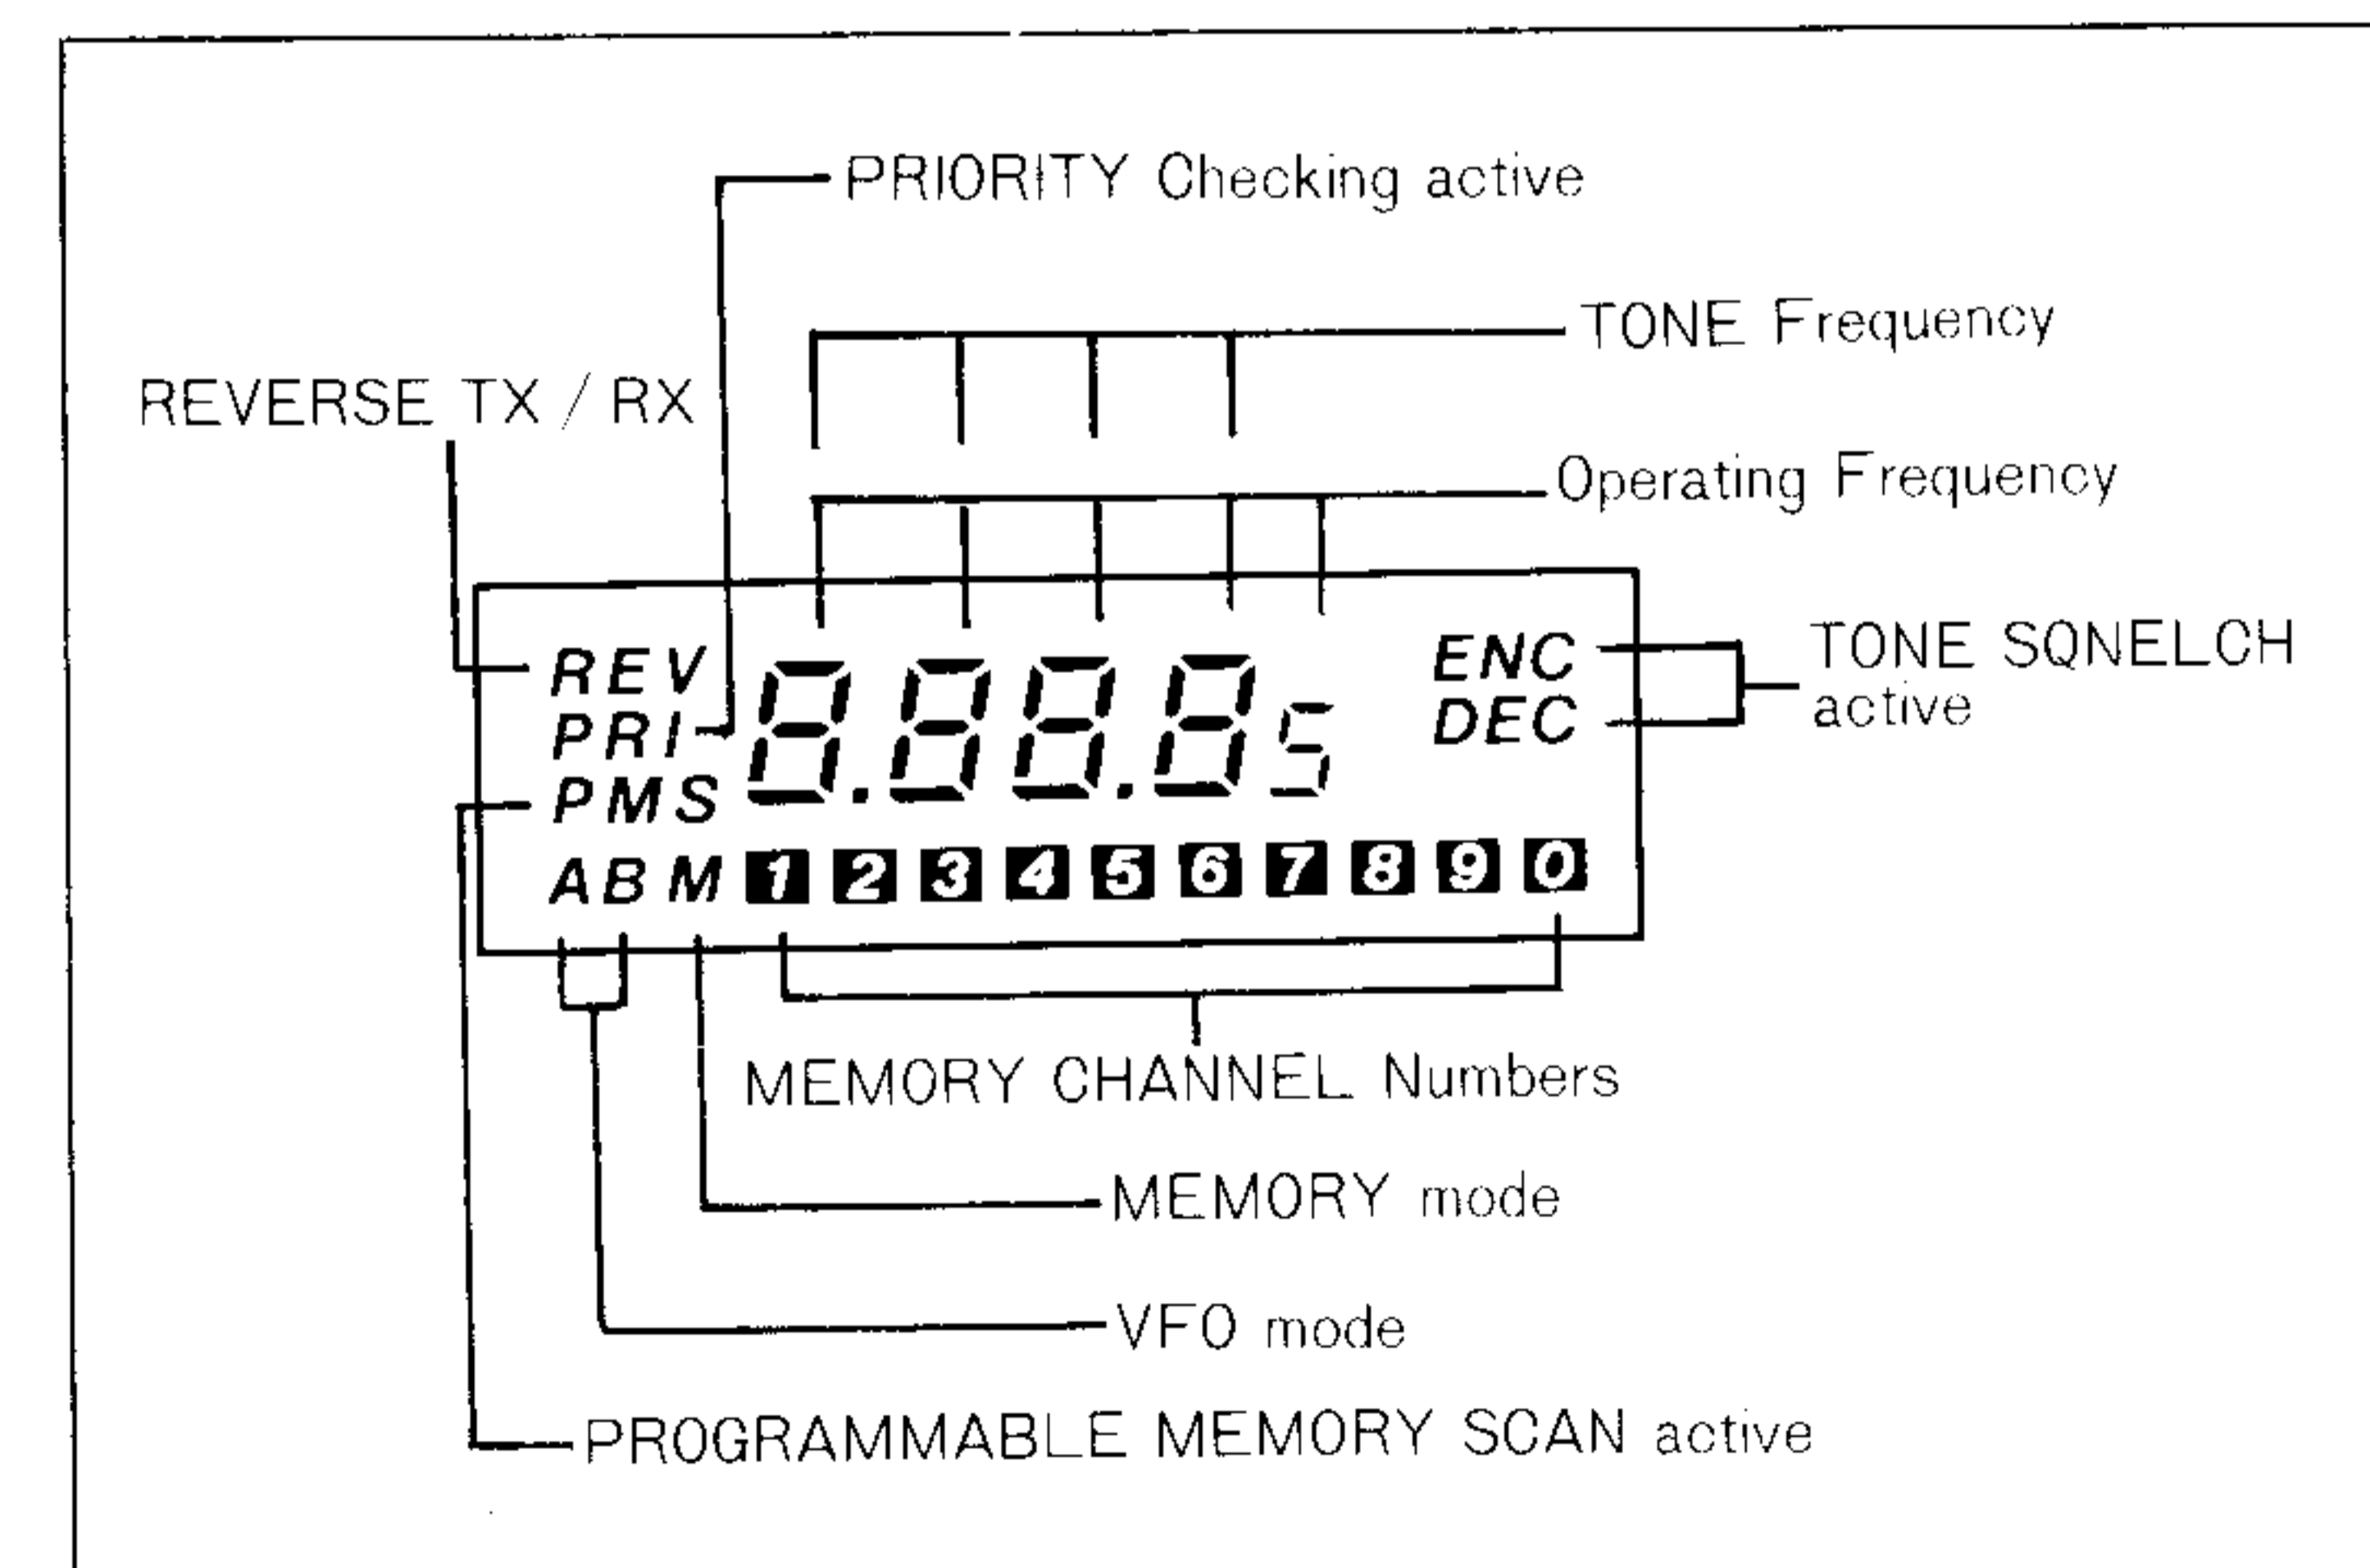 PRIORITY Checking active
TONE Frequency
REVERSE TX / RX
Operating Frequency
REV
PRI
PMS
8.88.85
ENC
DEC
TONE SQNELCH
active
A B M 1 2 3 4 5 6 7 8 9 0
MEMORY CHANNEL Numbers
MEMORY mode
VFO mode
PROGRAMMABLE MEMORY SCAN active